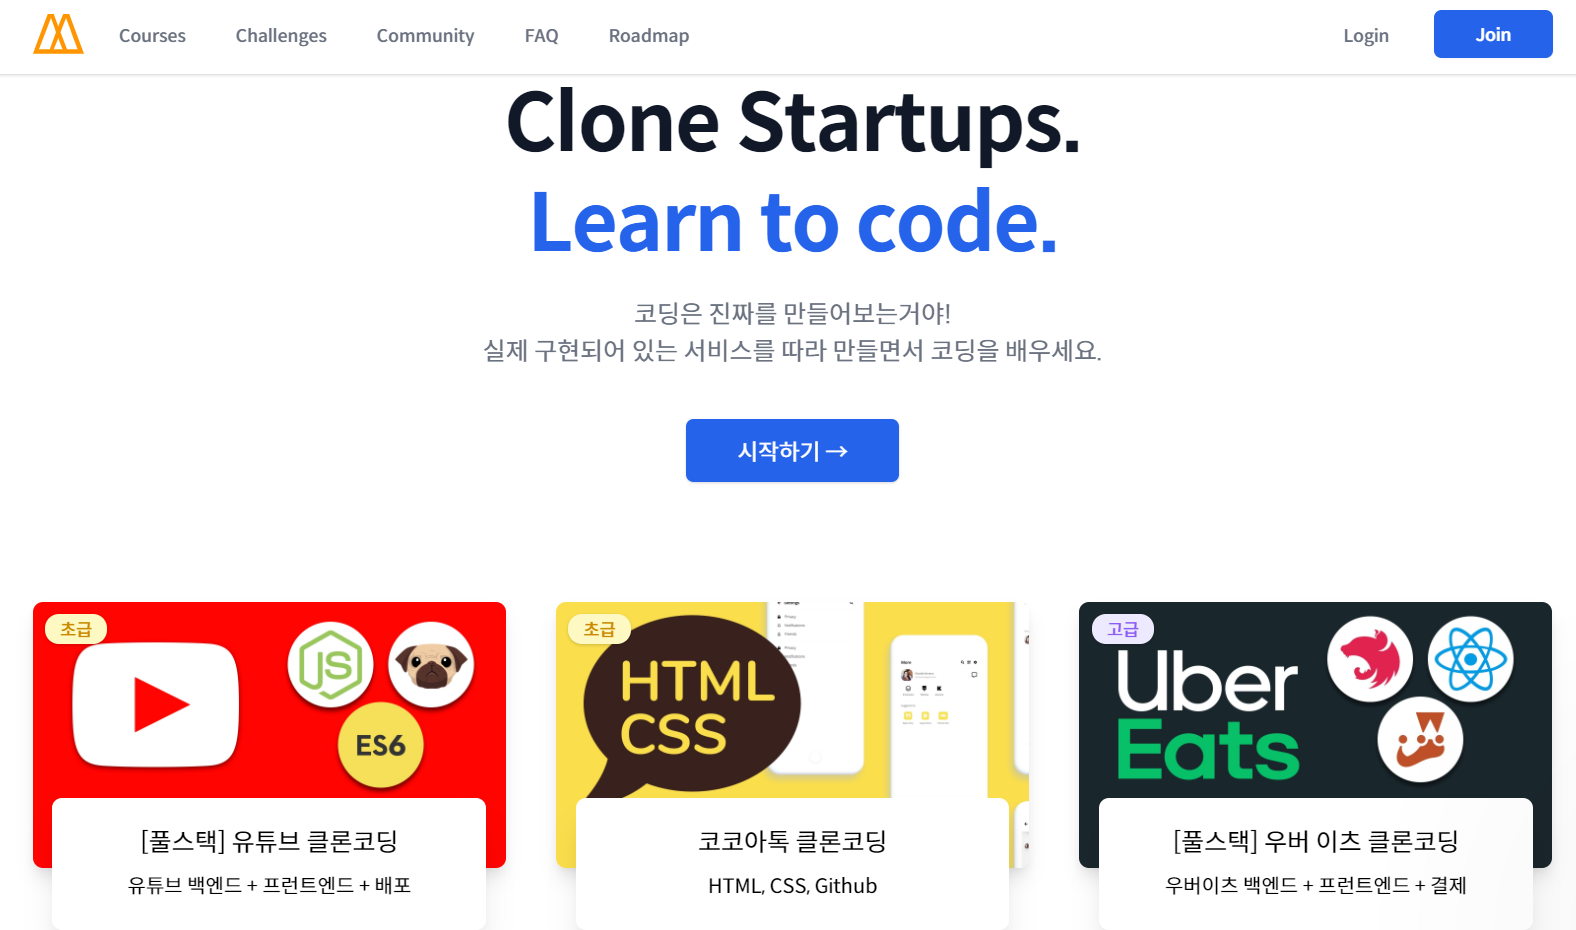 Courses Challenges Community FAQ Roadmap Login Join
Clone Startups.
Learn to code.
코딩은 진짜를 만들어보는거야!
실제 구현되어 있는 서비스를 따라 만들면서 코딩을 배우세요.
시작하기 →
초급
JS
ES6
[풀스택] 유튜브 클론코딩
유튜브 백엔드 + 프런트엔드 + 배포
초급
HTML
CSS
코코아톡 클론코딩
HTML, CSS, Github
고급
Uber
Eats
[풀스택] 우버 이츠 클론코딩
우버이츠 백엔드 + 프런트엔드 + 결제